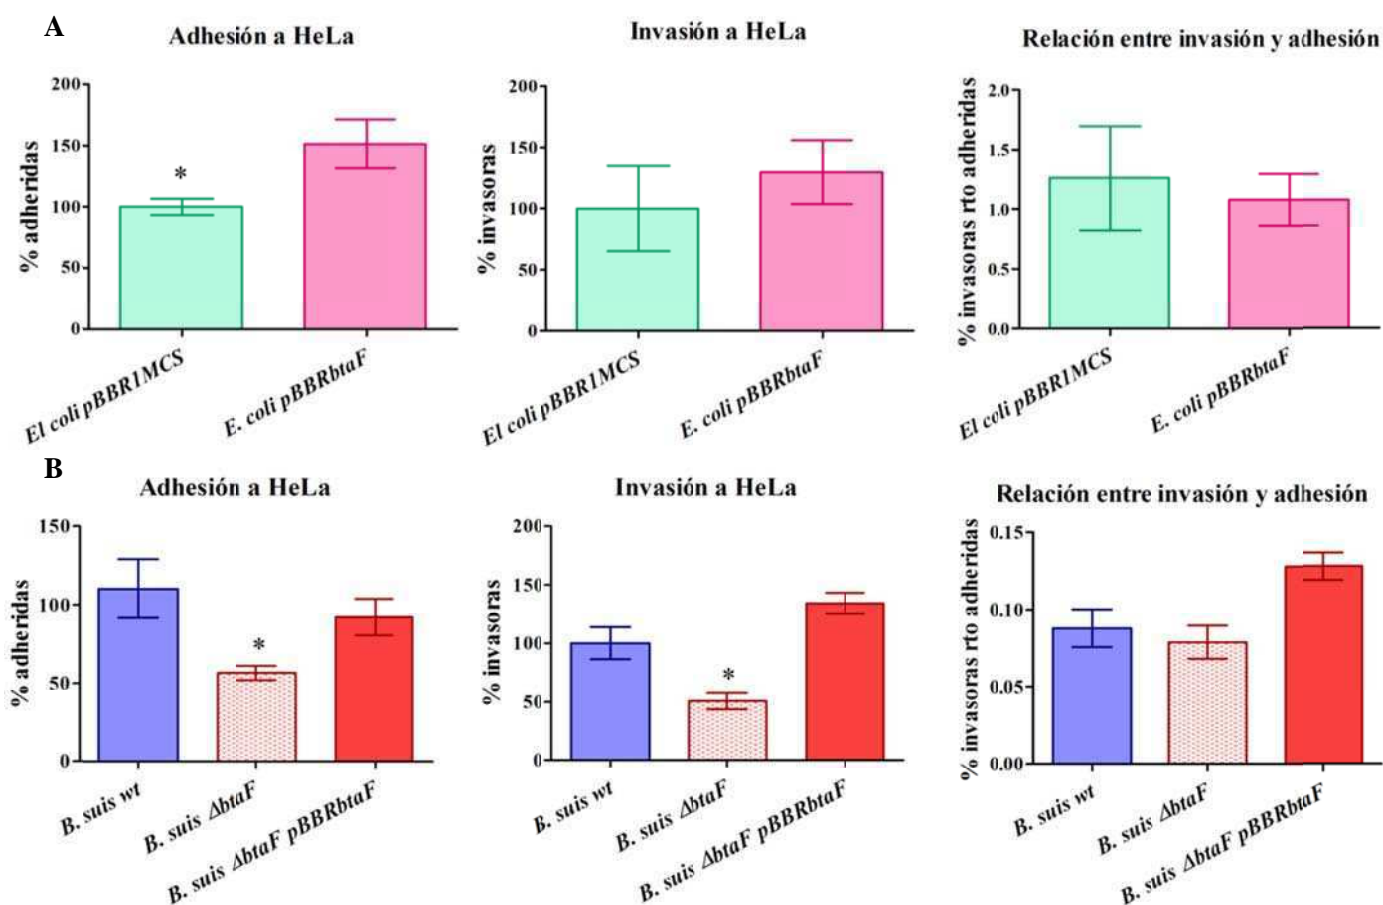 A
Adhesión a HeLa
% adheridas
200
150
100
50
0
*
El coli pBBR1MCS
E. coli pBBRbtaF
Invasión a HeLa
% invasoras
200
150
100
50
0
El coli pBBR1MCS
E. coli pBBRbtaF
Relación entre invasión y adhesión
% invasoras rto adheridas
2.0
1.5
1.0
0.5
0.0
El coli pBBR1MCS
E. coli pBBRbtaF
B
Adhesión a HeLa
% adheridas
150
100
50
0
*
B. suis wt
B. suis ΔbtaF
B. suis ΔbtaF pBBRbtaF
Invasión a HeLa
% invasoras
200
150
100
50
0
*
B. suis wt
B. suis ΔbtaF
B. suis ΔbtaF pBBRbtaF
Relación entre invasión y adhesión
% invasoras rto adheridas
0.15
0.10
0.05
0.00
B. suis wt
B. suis ΔbtaF
B. suis ΔbtaF pBBRbtaF